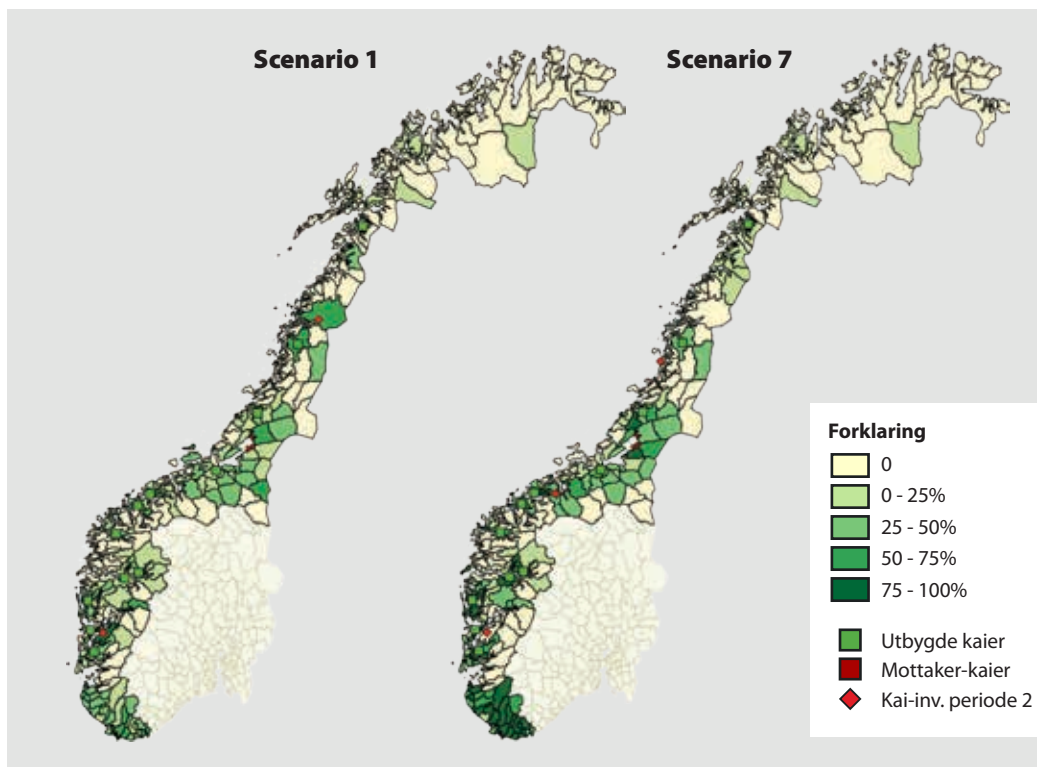 Scenario 1
Scenario 7
Forklaring
0
0 - 25%
25 - 50%
50 - 75%
75 - 100%
Utbygde kaier
Mottaker-kaier
Kai-inv. periode 2